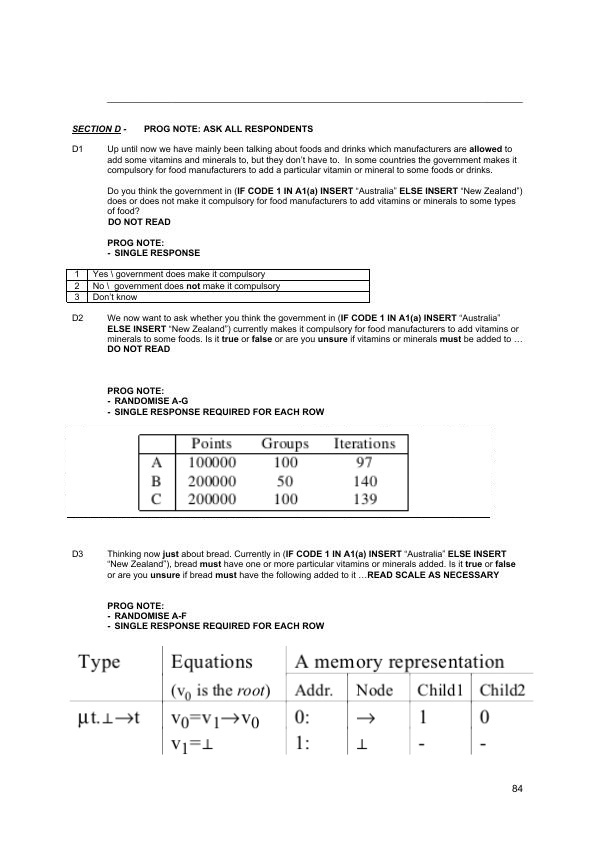 SECTION D - PROG NOTE: ASK ALL RESPONDENTS
D1 Up until now we have mainly been talking about foods and drinks which manufacturers are allowed to
add some vitamins and minerals to, but they don't have to. In some countries the government makes it
compulsory for food manufacturers to add a particular vitamin or mineral to some foods or drinks.
Do you think the government in (IF CODE 1 IN A1(a) INSERT "Australia" ELSE INSERT "New Zealand")
does or does not make it compulsory for food manufacturers to add vitamins or minerals to some types
of food?
DO NOT READ
PROG NOTE:
- SINGLE RESPONSE
1 Yes \ government does make it compulsory
2 No \ government does not make it compulsory
3 Don't know
D2 We now want to ask whether you think the government in (IF CODE 1 IN A1(a) INSERT "Australia"
ELSE INSERT "New Zealand") currently makes it compulsory for food manufacturers to add vitamins or
minerals to some foods. Is it true or false or are you unsure if vitamins or minerals must be added to …
DO NOT READ
PROG NOTE:
- RANDOMISE A-G
- SINGLE RESPONSE REQUIRED FOR EACH ROW
Points Groups Iterations
A 100000 100 97
B 200000 50 140
C 200000 100 139
D3 Thinking now just about bread. Currently in (IF CODE 1 IN A1(a) INSERT "Australia" ELSE INSERT
"New Zealand"), bread must have one or more particular vitamins or minerals added. Is it true or false
or are you unsure if bread must have the following added to it …READ SCALE AS NECESSARY
PROG NOTE:
- RANDOMISE A-F
- SINGLE RESPONSE REQUIRED FOR EACH ROW
Type Equations A memory representation
(v0 is the root) Addr. Node Child1 Child2
μt.⊥→t v0=v1→v0 0: → 1 0
v1=⊥ 1: ⊥ - -
84